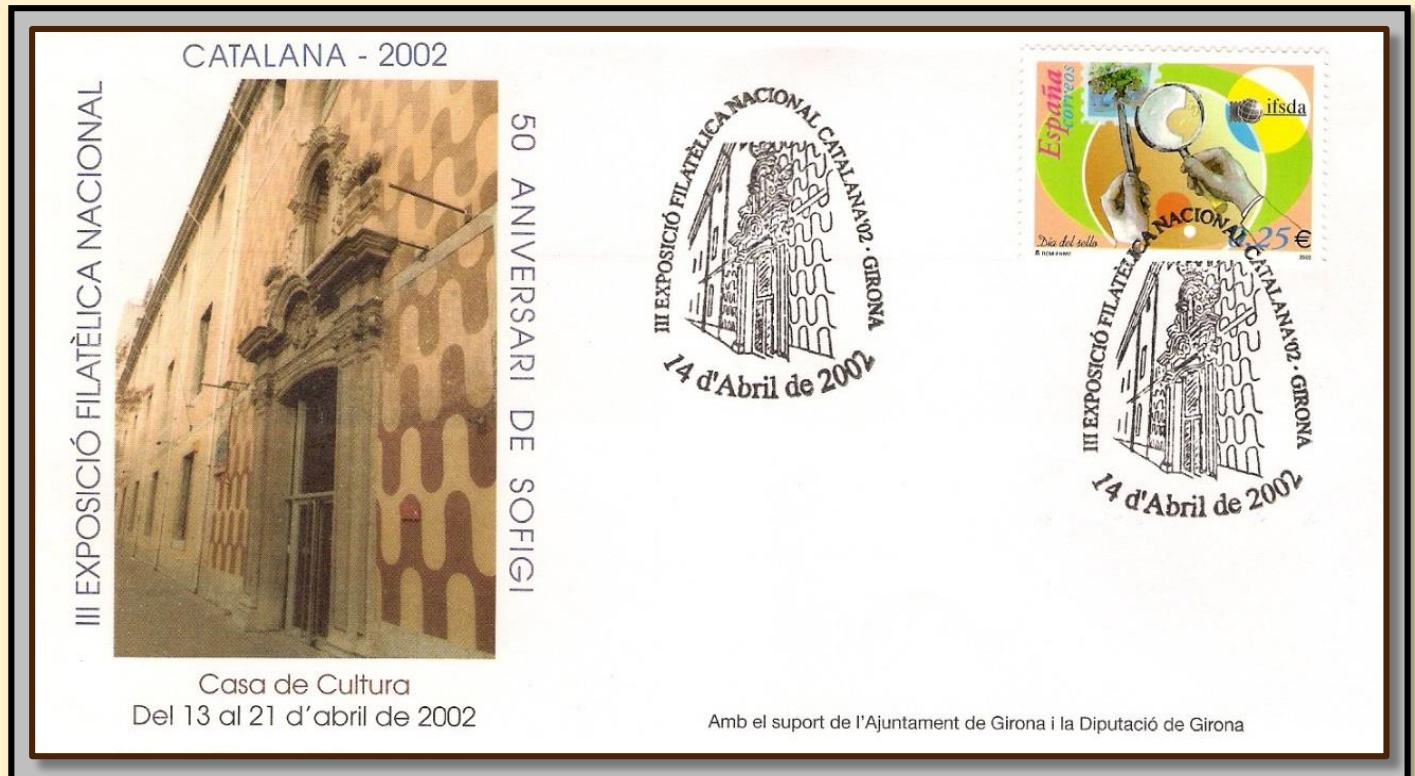 CATALANA - 2002
III EXPOSICIÓ FILATÈLICA NACIONAL
50 ANIVERSARI DE SOFIGI
Casa de Cultura
Del 13 al 21 d'abril de 2002
III EXPOSICIÓ FILATÈLICA NACIONAL CATALANA'02 · GIRONA
14 d'Abril de 2002
España
correos
ifsda
Día del sello
0,25 €
2002
III EXPOSICIÓ FILATÈLICA NACIONAL CATALANA'02 · GIRONA
14 d'Abril de 2002
Amb el suport de l'Ajuntament de Girona i la Diputació de Girona